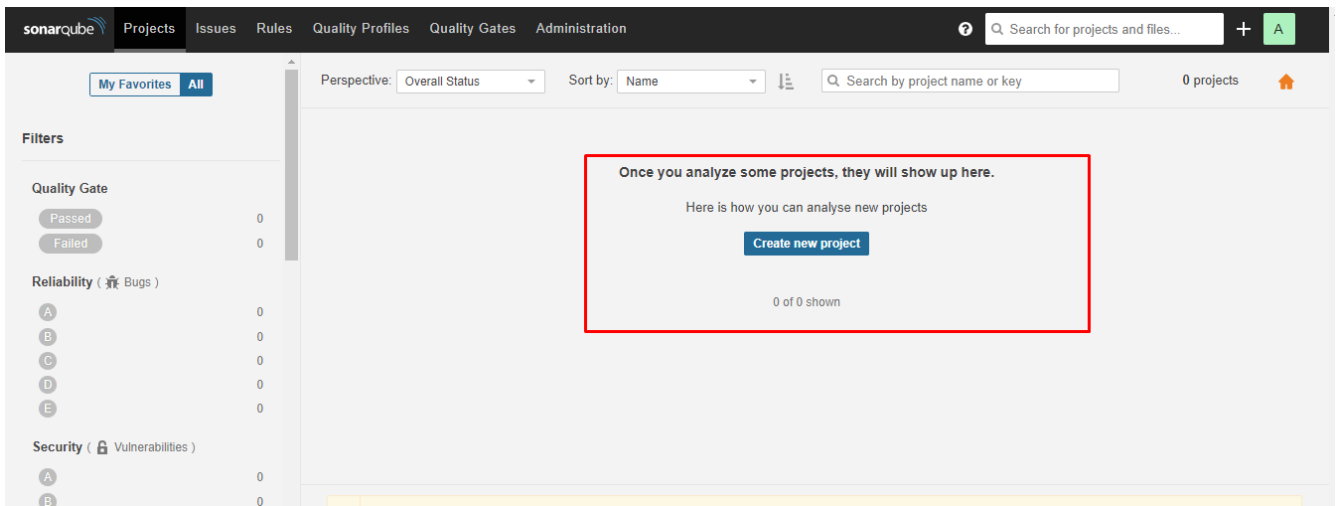 sonarqube Projects Issues Rules Quality Profiles Quality Gates Administration ? Search for projects and files... + A
My Favorites All
Perspective: Overall Status Sort by: Name Search by project name or key 0 projects
Filters
Quality Gate
Passed 0
Failed 0
Reliability ( Bugs )
A 0
B 0
C 0
D 0
E 0
Security ( Vulnerabilities )
A 0
B 0
Once you analyze some projects, they will show up here.
Here is how you can analyse new projects
Create new project
0 of 0 shown